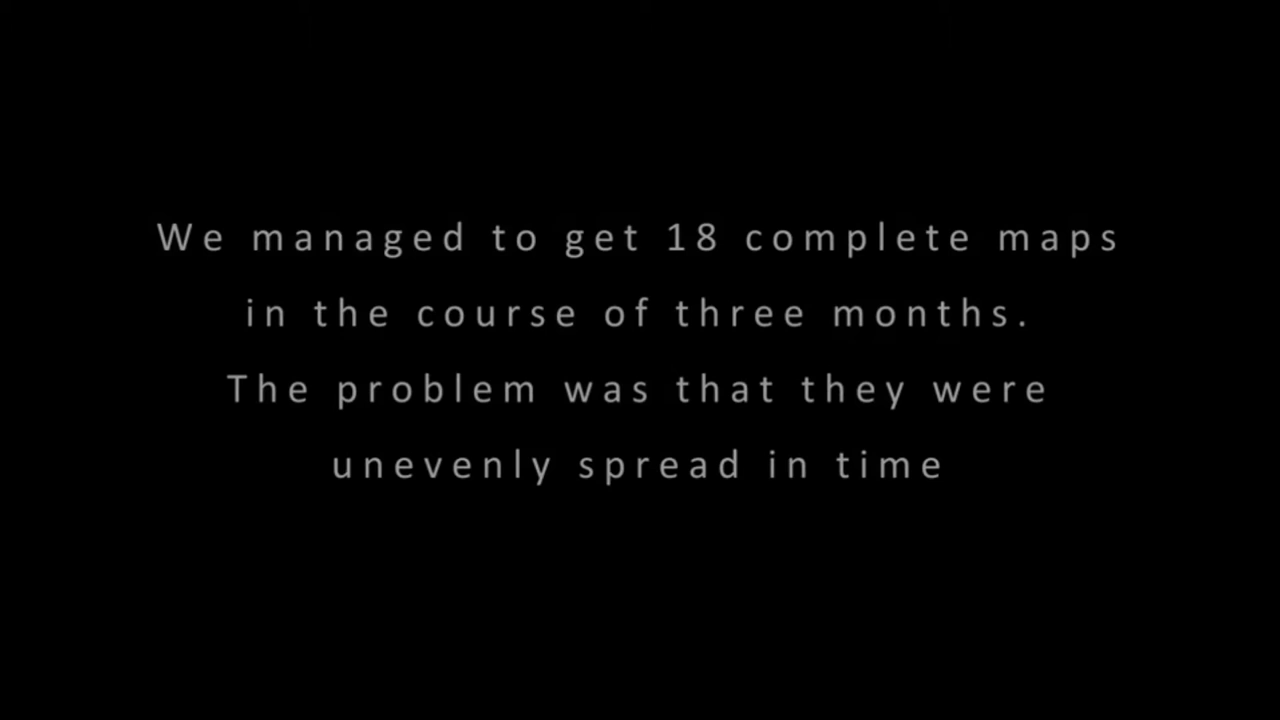 We managed to get 18 complete maps
in the course of three months.
The problem was that they were
unevenly spread in time